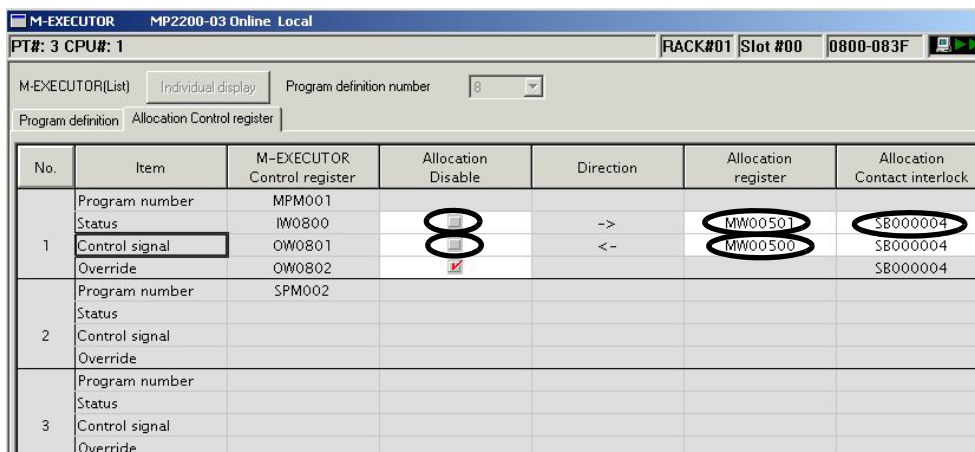 M-EXECUTOR MP2200-03 Online Local
PT#: 3 CPU#: 1 RACK#01 Slot #00 0800-083F
M-EXECUTOR(List) Individual display Program definition number 8
Program definition Allocation Control register
No. Item M-EXECUTOR Control register Allocation Disable Direction Allocation register Allocation Contact interlock
1
Program number MPM001
Status IW0800 -> MW00501 SB000004
Control signal OW0801 <- MW00500 SB000004
Override OW0802 SB000004
2
Program number SPM002
Status
Control signal
Override
3
Program number
Status
Control signal
Override